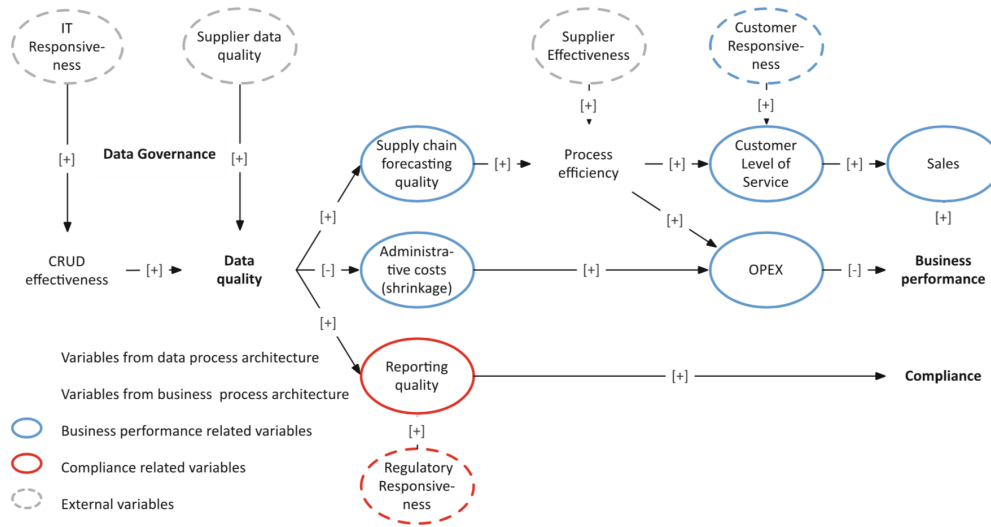 IT
Responsive-
ness
Supplier data
quality
Supplier
Effectiveness
Customer
Responsive-
ness
[+]
[+]
[+]
Data Governance
[+]
Supply chain
forecasting
quality
[+]
Process
efficiency
[+]
Customer
Level of
Service
[+]
Sales
[+]
[+]
[+]
CRUD
effectiveness
[+]
Data
quality
[-]
Administra-
tive costs
(shrinkage)
[+]
OPEX
[-]
Business
performance
[+]
Variables from data process architecture
Reporting
quality
[+]
Compliance
Variables from business process architecture
Business performance related variables
[+]
Compliance related variables
Regulatory
Responsive-
ness
External variables